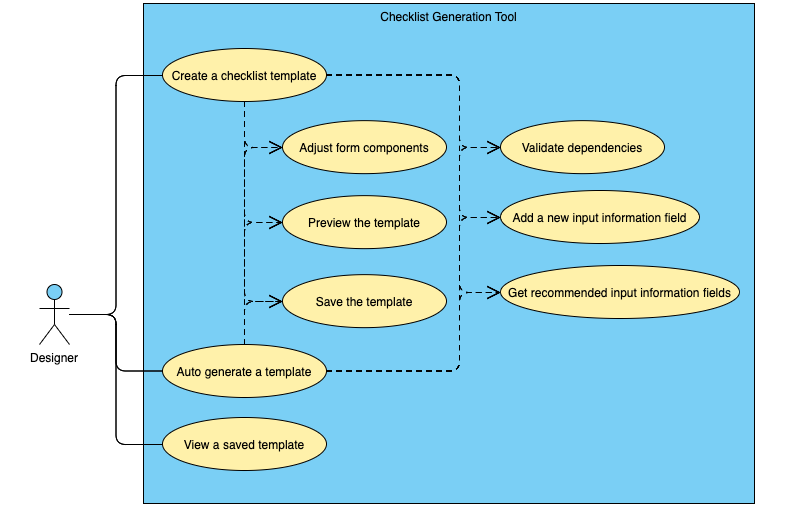 Checklist Generation Tool
Create a checklist template
Adjust form components
Validate dependencies
Preview the template
Add a new input information field
Save the template
Get recommended input information fields
Designer
Auto generate a template
View a saved template